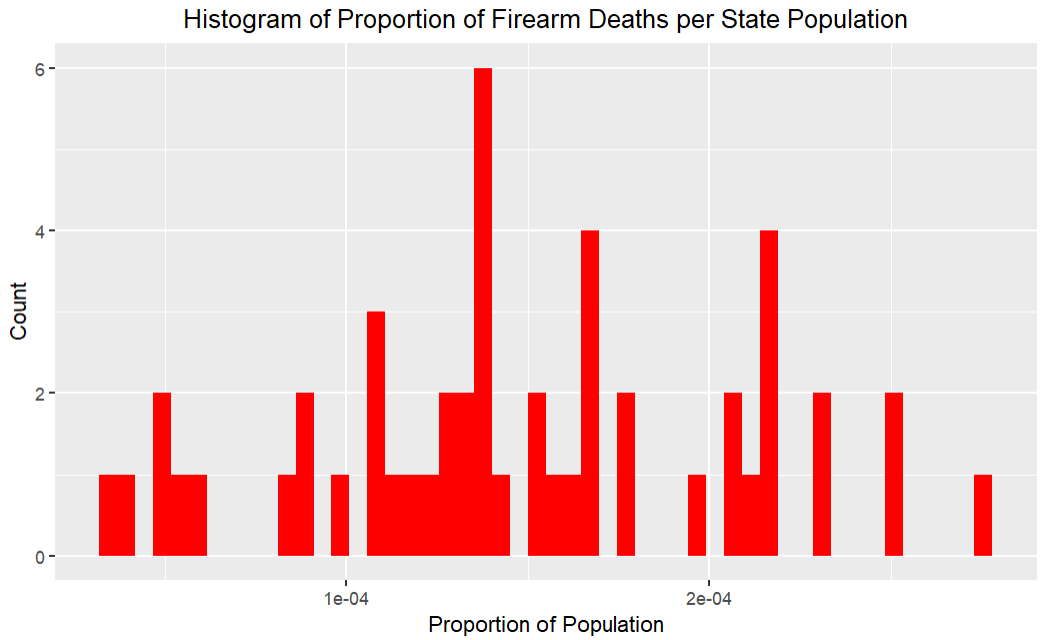 Histogram of Proportion of Firearm Deaths per State Population
6
4
2
0
Count
1e-04 2e-04
Proportion of Population